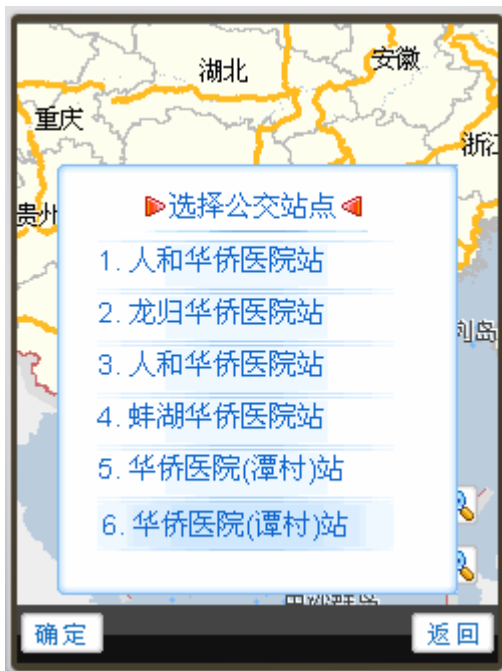 湖北
安徽
重庆
浙江
贵州
选择公交站点
1. 人和华侨医院站
2. 龙归华侨医院站
3. 人和华侨医院站
4. 蚌湖华侨医院站
5. 华侨医院(潭村)站
6. 华侨医院(谭村)站
列岛
确定
返回